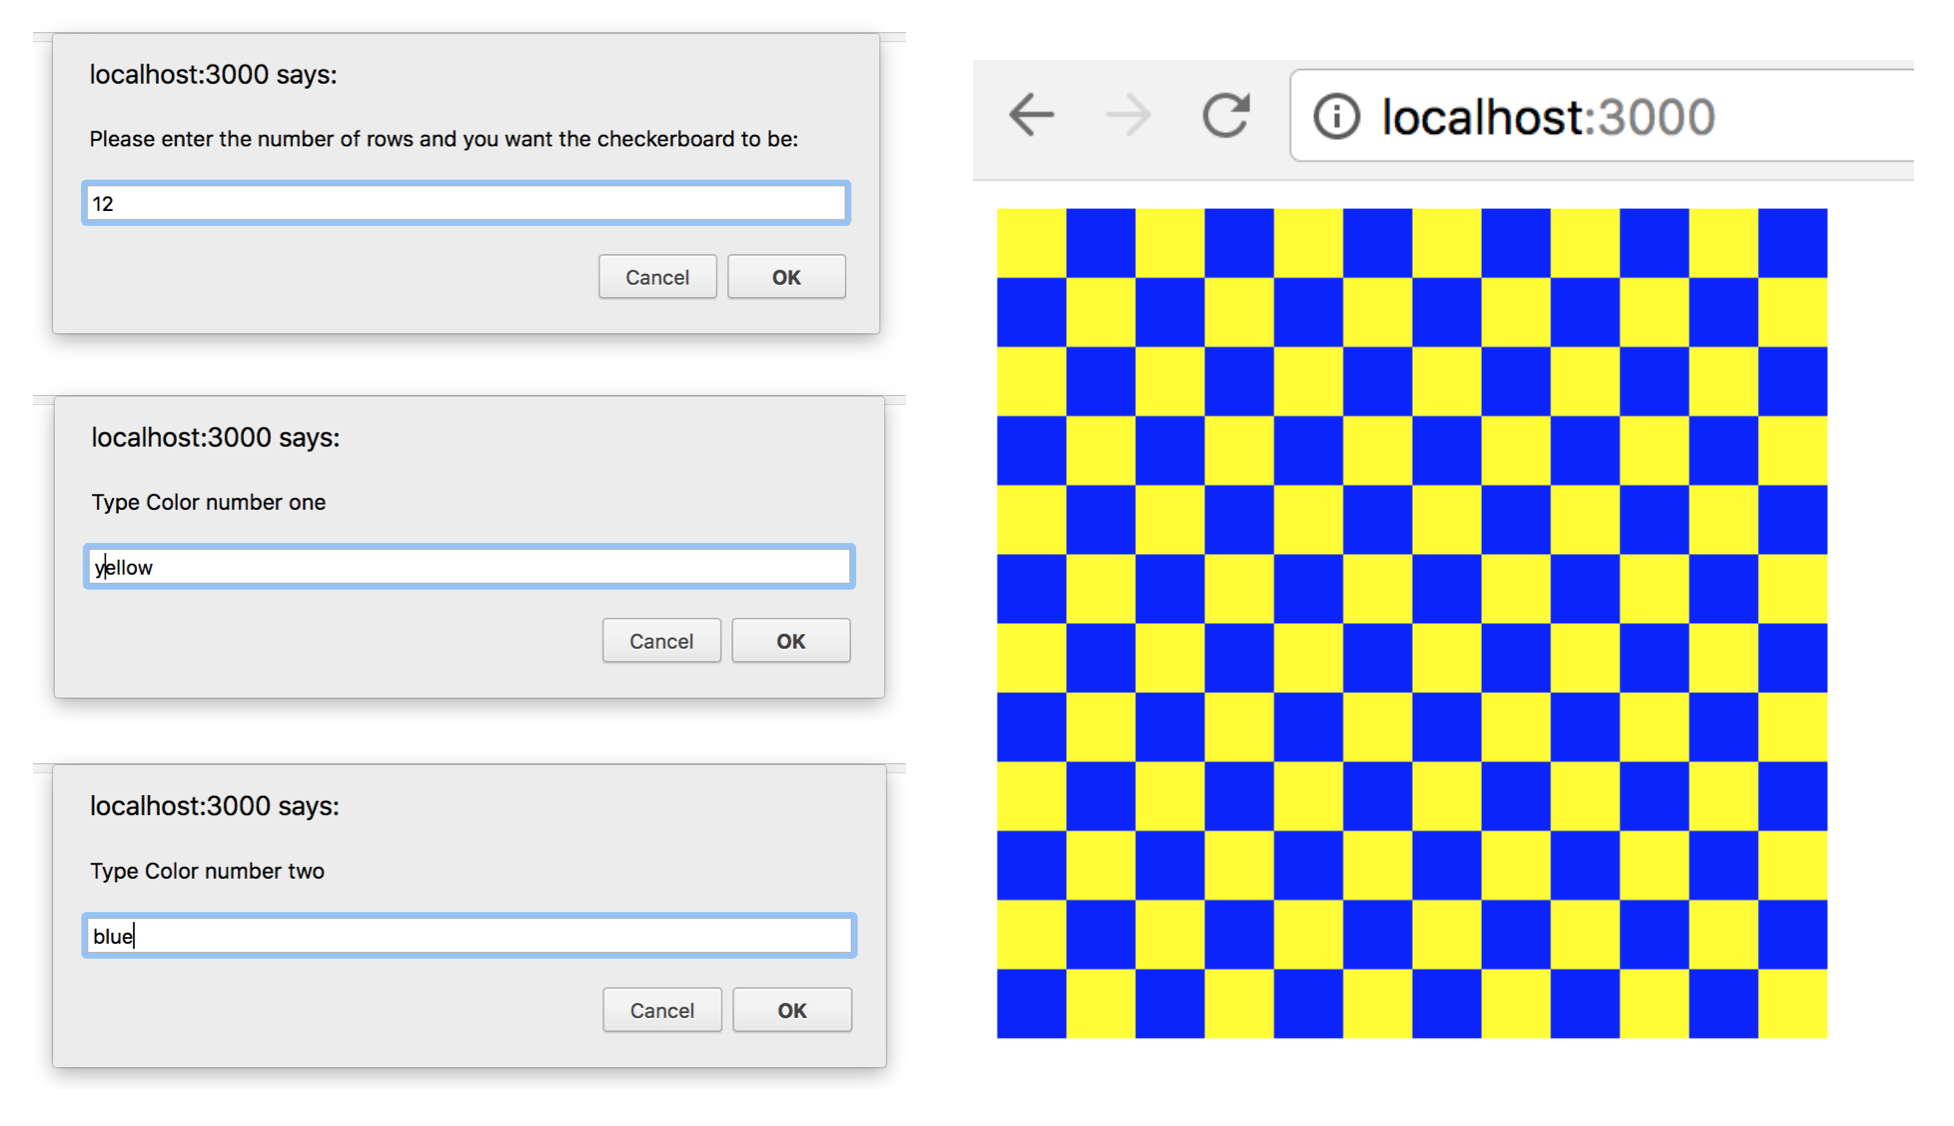 localhost:3000 says:
Please enter the number of rows and you want the checkerboard to be:
12
Cancel OK
localhost:3000 says:
Type Color number one
yellow
Cancel OK
localhost:3000 says:
Type Color number two
blue
Cancel OK
localhost:3000